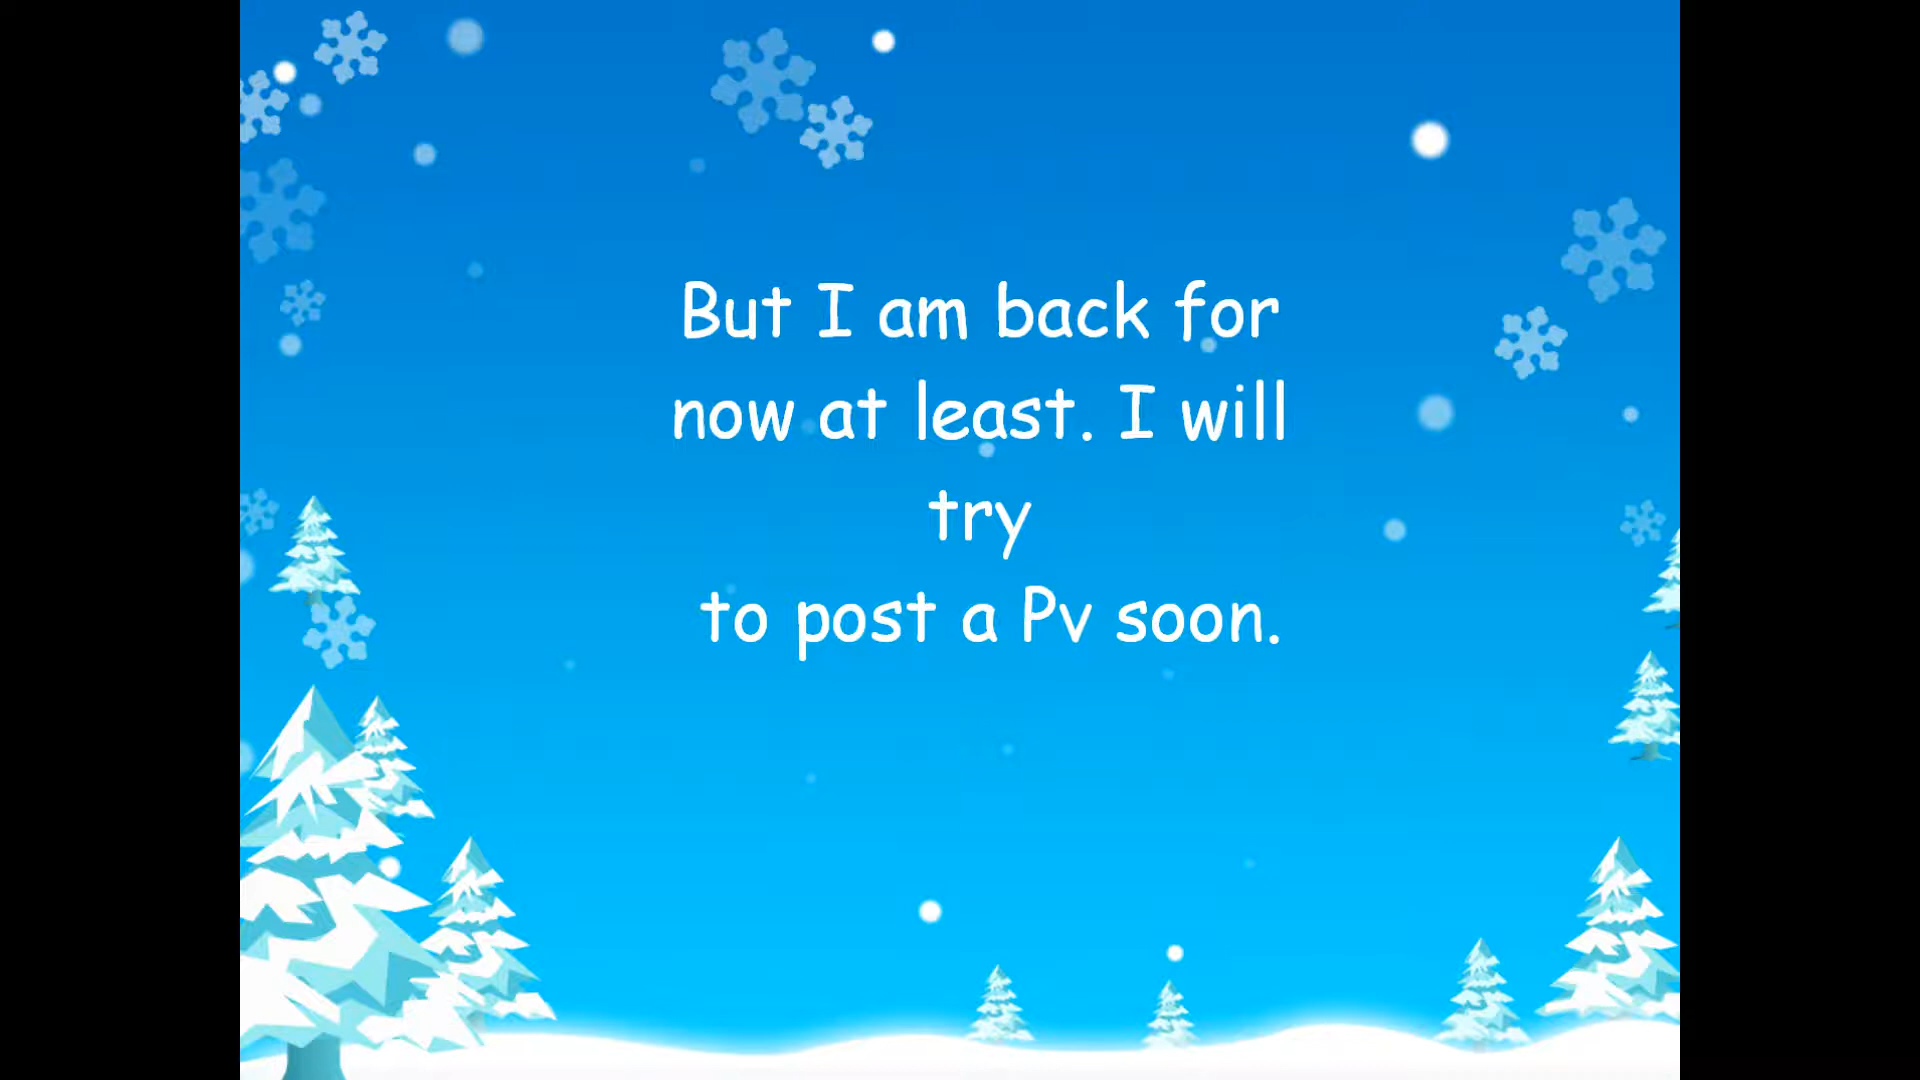 But I am back for
now at least. I will
try
to post a Pv soon.